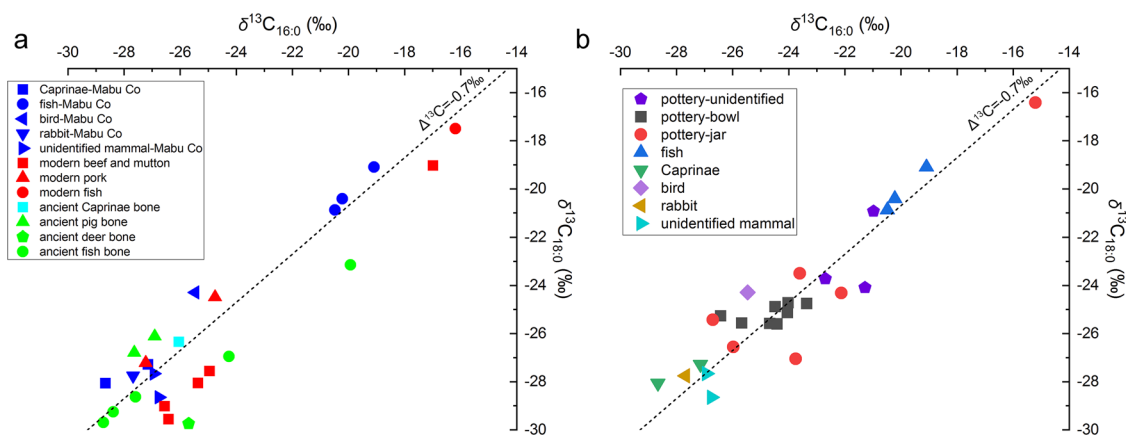 a
δ¹³C₁₆:₀ (‰)
-30 -28 -26 -24 -22 -20 -18 -16 -14
Caprinae-Mabu Co
fish-Mabu Co
bird-Mabu Co
rabbit-Mabu Co
unidentified mammal-Mabu Co
modern beef and mutton
modern pork
modern fish
ancient Caprinae bone
ancient pig bone
ancient deer bone
ancient fish bone
Δ¹³C=-0.7‰
-16
-18
-20
-22
-24
-26
-28
-30
δ¹³C₁₈:₀ (‰)
b
δ¹³C₁₆:₀ (‰)
-30 -28 -26 -24 -22 -20 -18 -16 -14
pottery-unidentified
pottery-bowl
pottery-jar
fish
Caprinae
bird
rabbit
unidentified mammal
Δ¹³C=-0.7‰
-16
-18
-20
-22
-24
-26
-28
-30
δ¹³C₁₈:₀ (‰)